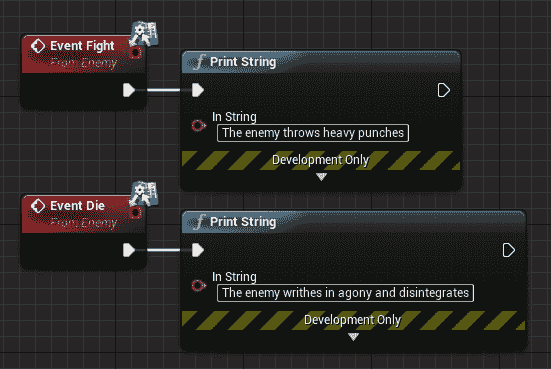 Event Fight
From Enemy
f Print String
In String
The enemy throws heavy punches
Development Only
Event Die
From Enemy
f Print String
In String
The enemy writhes in agony and disintegrates
Development Only